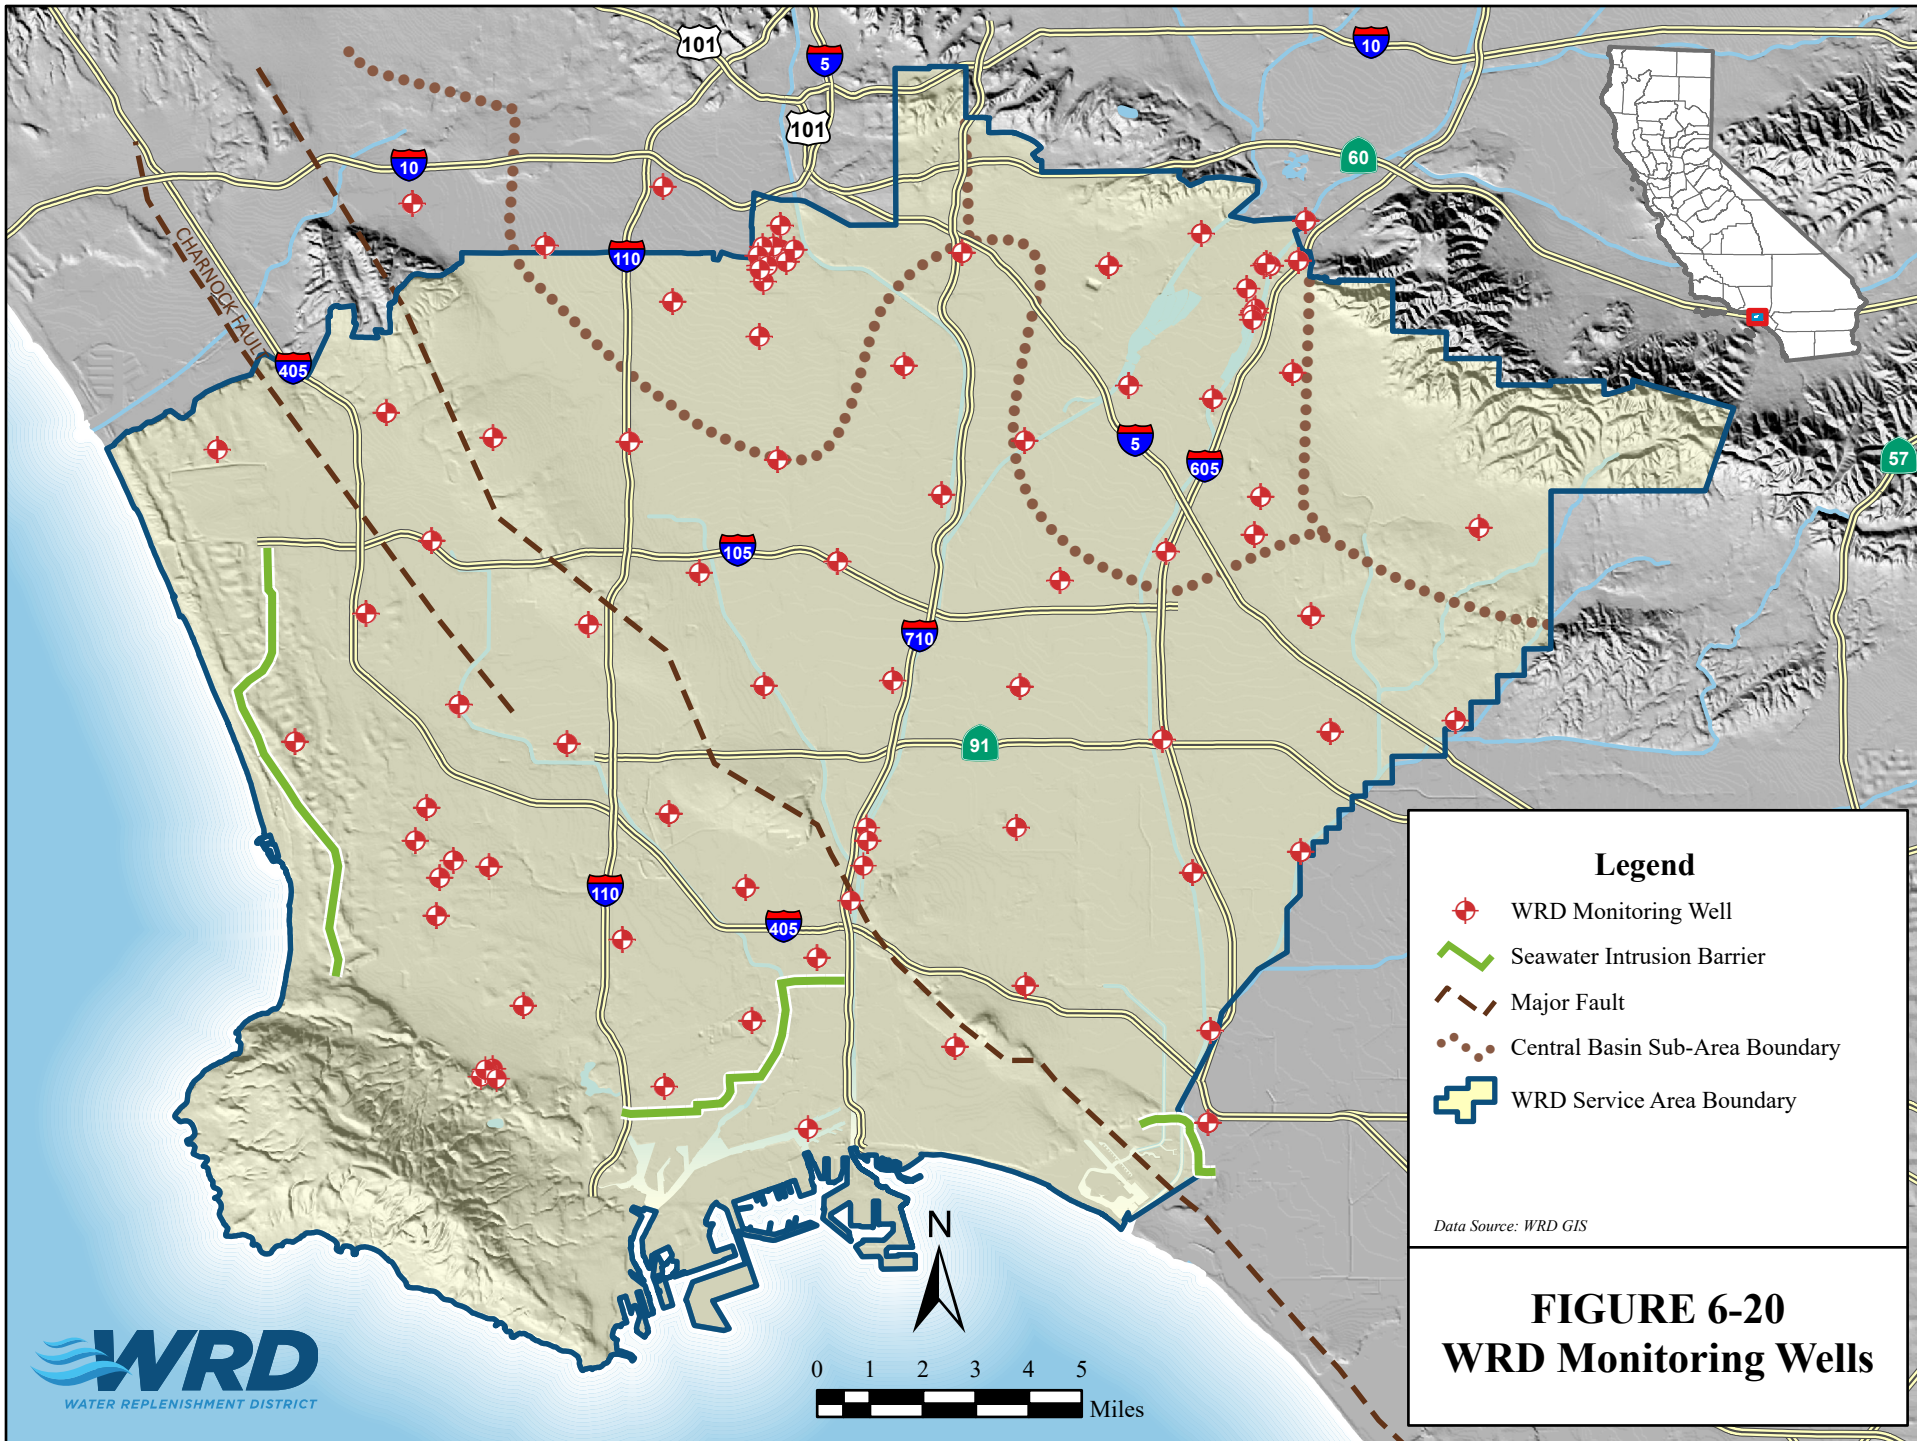 101
5
10
101
60
10
CHARNOCK FAULT
110
405
57
5
605
105
710
91
110
405
Legend
WRD Monitoring Well
Seawater Intrusion Barrier
Major Fault
Central Basin Sub-Area Boundary
WRD Service Area Boundary
Data Source: WRD GIS
N
FIGURE 6-20
WRD Monitoring Wells
WRD
WATER REPLENISHMENT DISTRICT
0 1 2 3 4 5
Miles